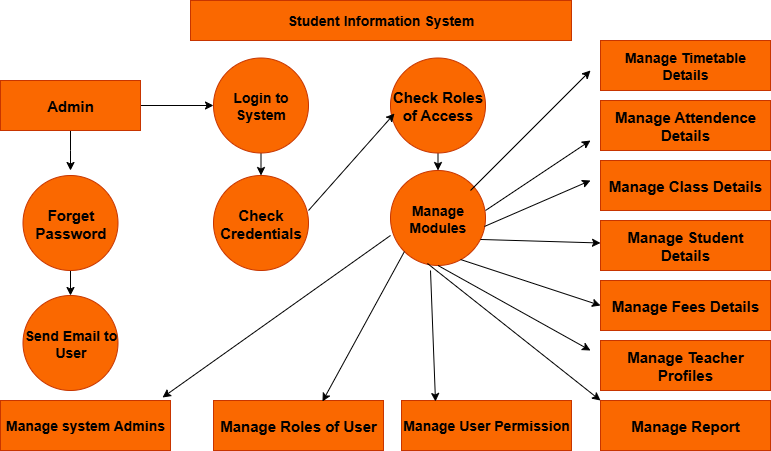 Student Information System
Admin
Login to
System
Check Roles
of Access
Manage Timetable
Details
Manage Attendence
Details
Manage Class Details
Forget
Password
Check
Credentials
Manage
Modules
Manage Student
Details
Manage Fees Details
Send Email to
User
Manage Teacher
Profiles
Manage system Admins
Manage Roles of User
Manage User Permission
Manage Report